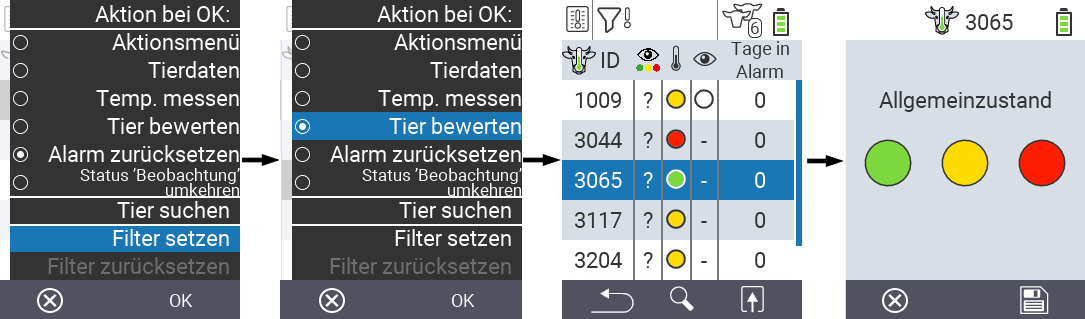 Aktion bei OK:
Aktionsmenü
Tierdaten
Temp. messen
Tier bewerten
Alarm zurücksetzen
Status 'Beobachtung'
umkehren
Tier suchen
Filter setzen
Filter zurücksetzen
OK
Aktion bei OK:
Aktionsmenü
Tierdaten
Temp. messen
Tier bewerten
Alarm zurücksetzen
Status 'Beobachtung'
umkehren
Tier suchen
Filter setzen
Filter zurücksetzen
OK
6
ID Tage in
Alarm
1009 ? 0
3044 ? - 0
3065 ? - 0
3117 ? - 0
3204 ? - 0
3065
Allgemeinzustand